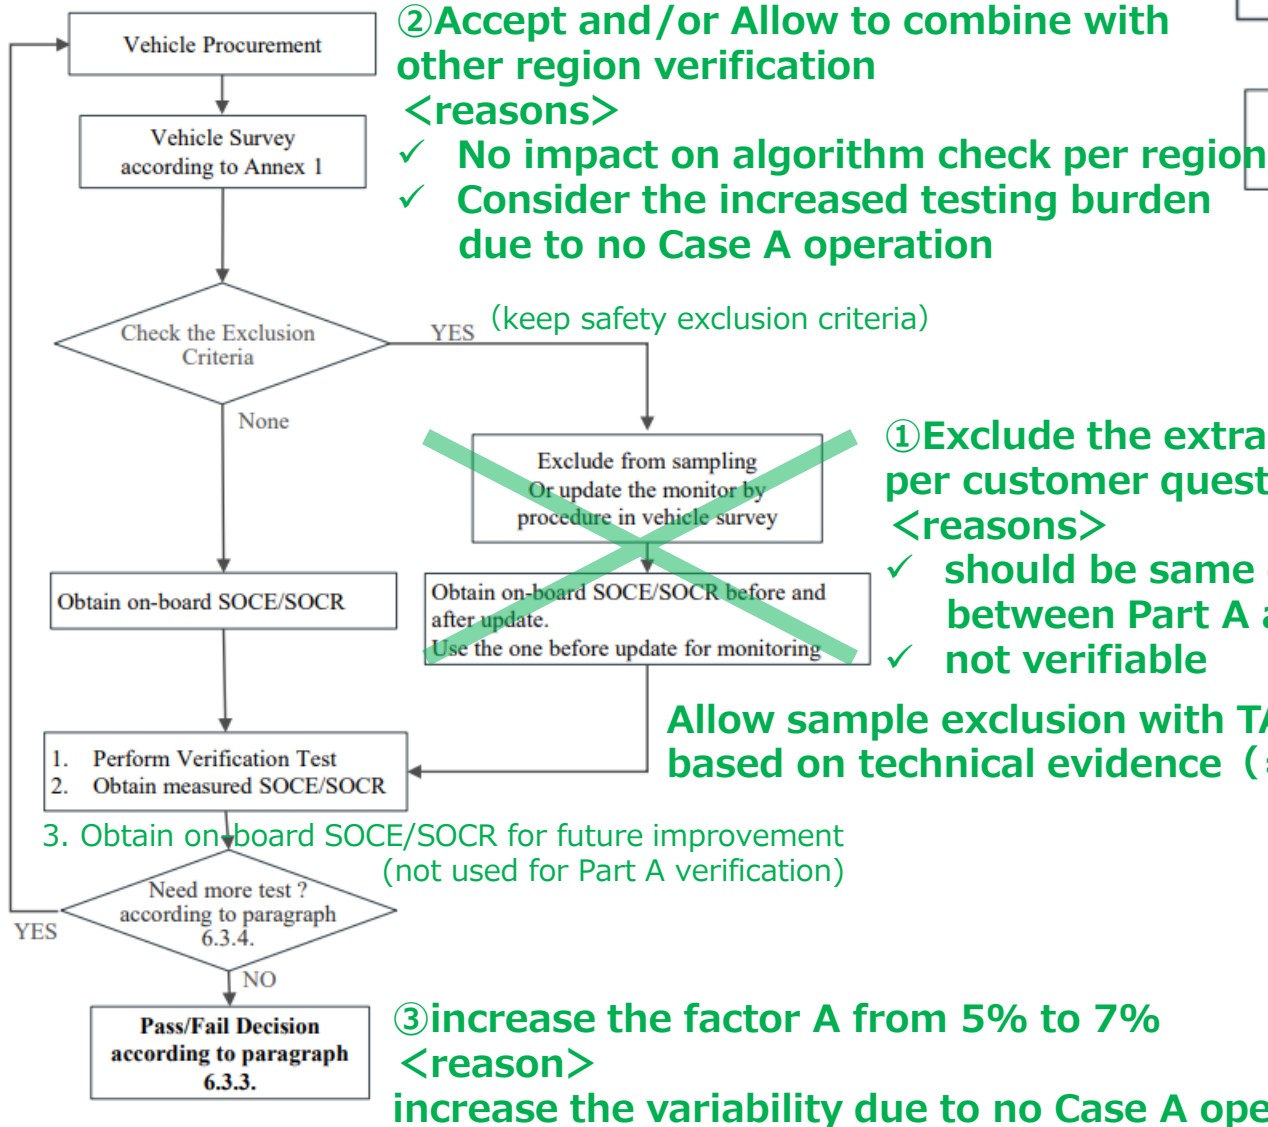 ②Accept and/or Allow to combine with
other region verification
＜reasons＞
✓ No impact on algorithm check per region
✓ Consider the increased testing burden
due to no Case A operation
Vehicle Procurement
Vehicle Survey
according to Annex 1
Check the Exclusion
Criteria
YES
（keep safety exclusion criteria）
None
Exclude from sampling
Or update the monitor by
procedure in vehicle survey
①Exclude the extra
per customer quest
＜reasons＞
✓ should be same
between Part A a
✓ not verifiable
Obtain on-board SOCE/SOCR
Obtain on-board SOCE/SOCR before and
after update.
Use the one before update for monitoring
Allow sample exclusion with TA
based on technical evidence（
1. Perform Verification Test
2. Obtain measured SOCE/SOCR
3. Obtain on-board SOCE/SOCR for future improvement
(not used for Part A verification)
Need more test ?
according to paragraph
6.3.4.
YES
NO
Pass/Fail Decision
according to paragraph
6.3.3.
③increase the factor A from 5% to 7%
＜reason＞
increase the variability due to no Case A ope